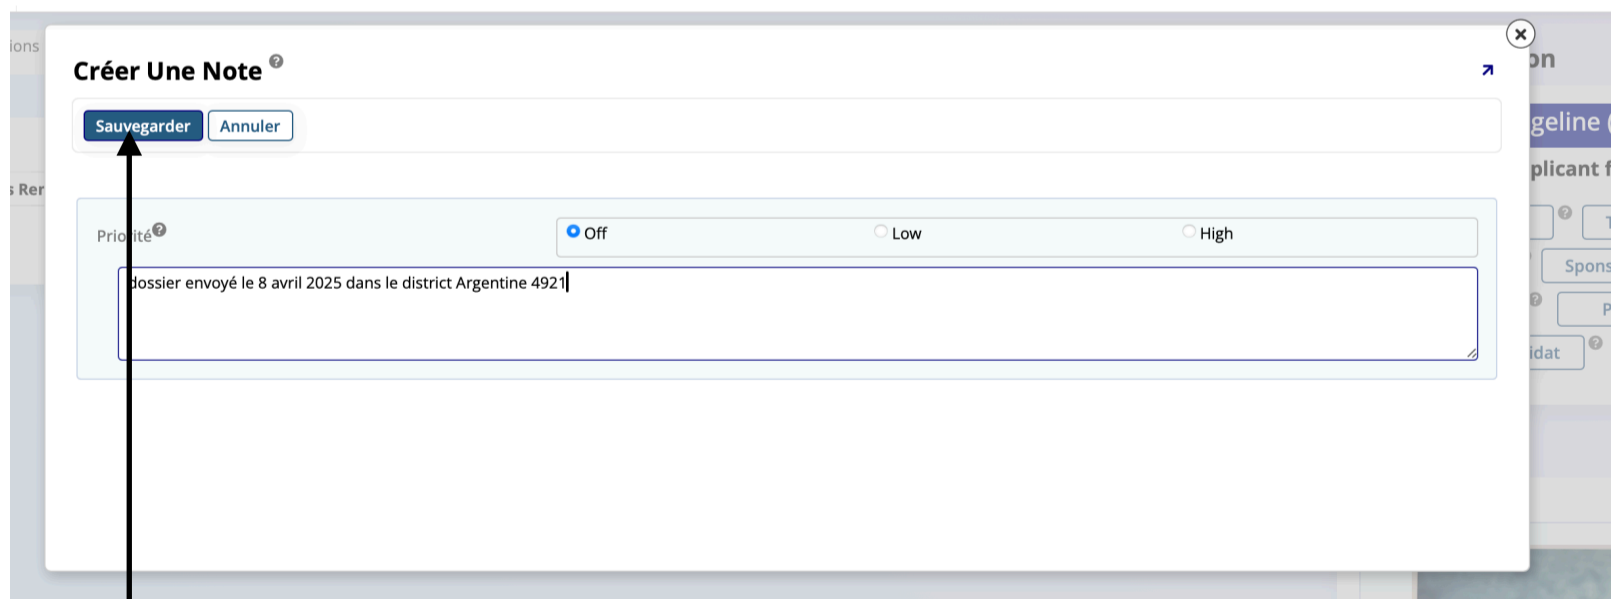 ions
Créer Une Note ?
on
Sauvegarder Annuler
geline (
plicant f
s Rer
Priorité ?
Off Low High
?
dossier envoyé le 8 avril 2025 dans le district Argentine 4921
Spons
?
P
idat ?